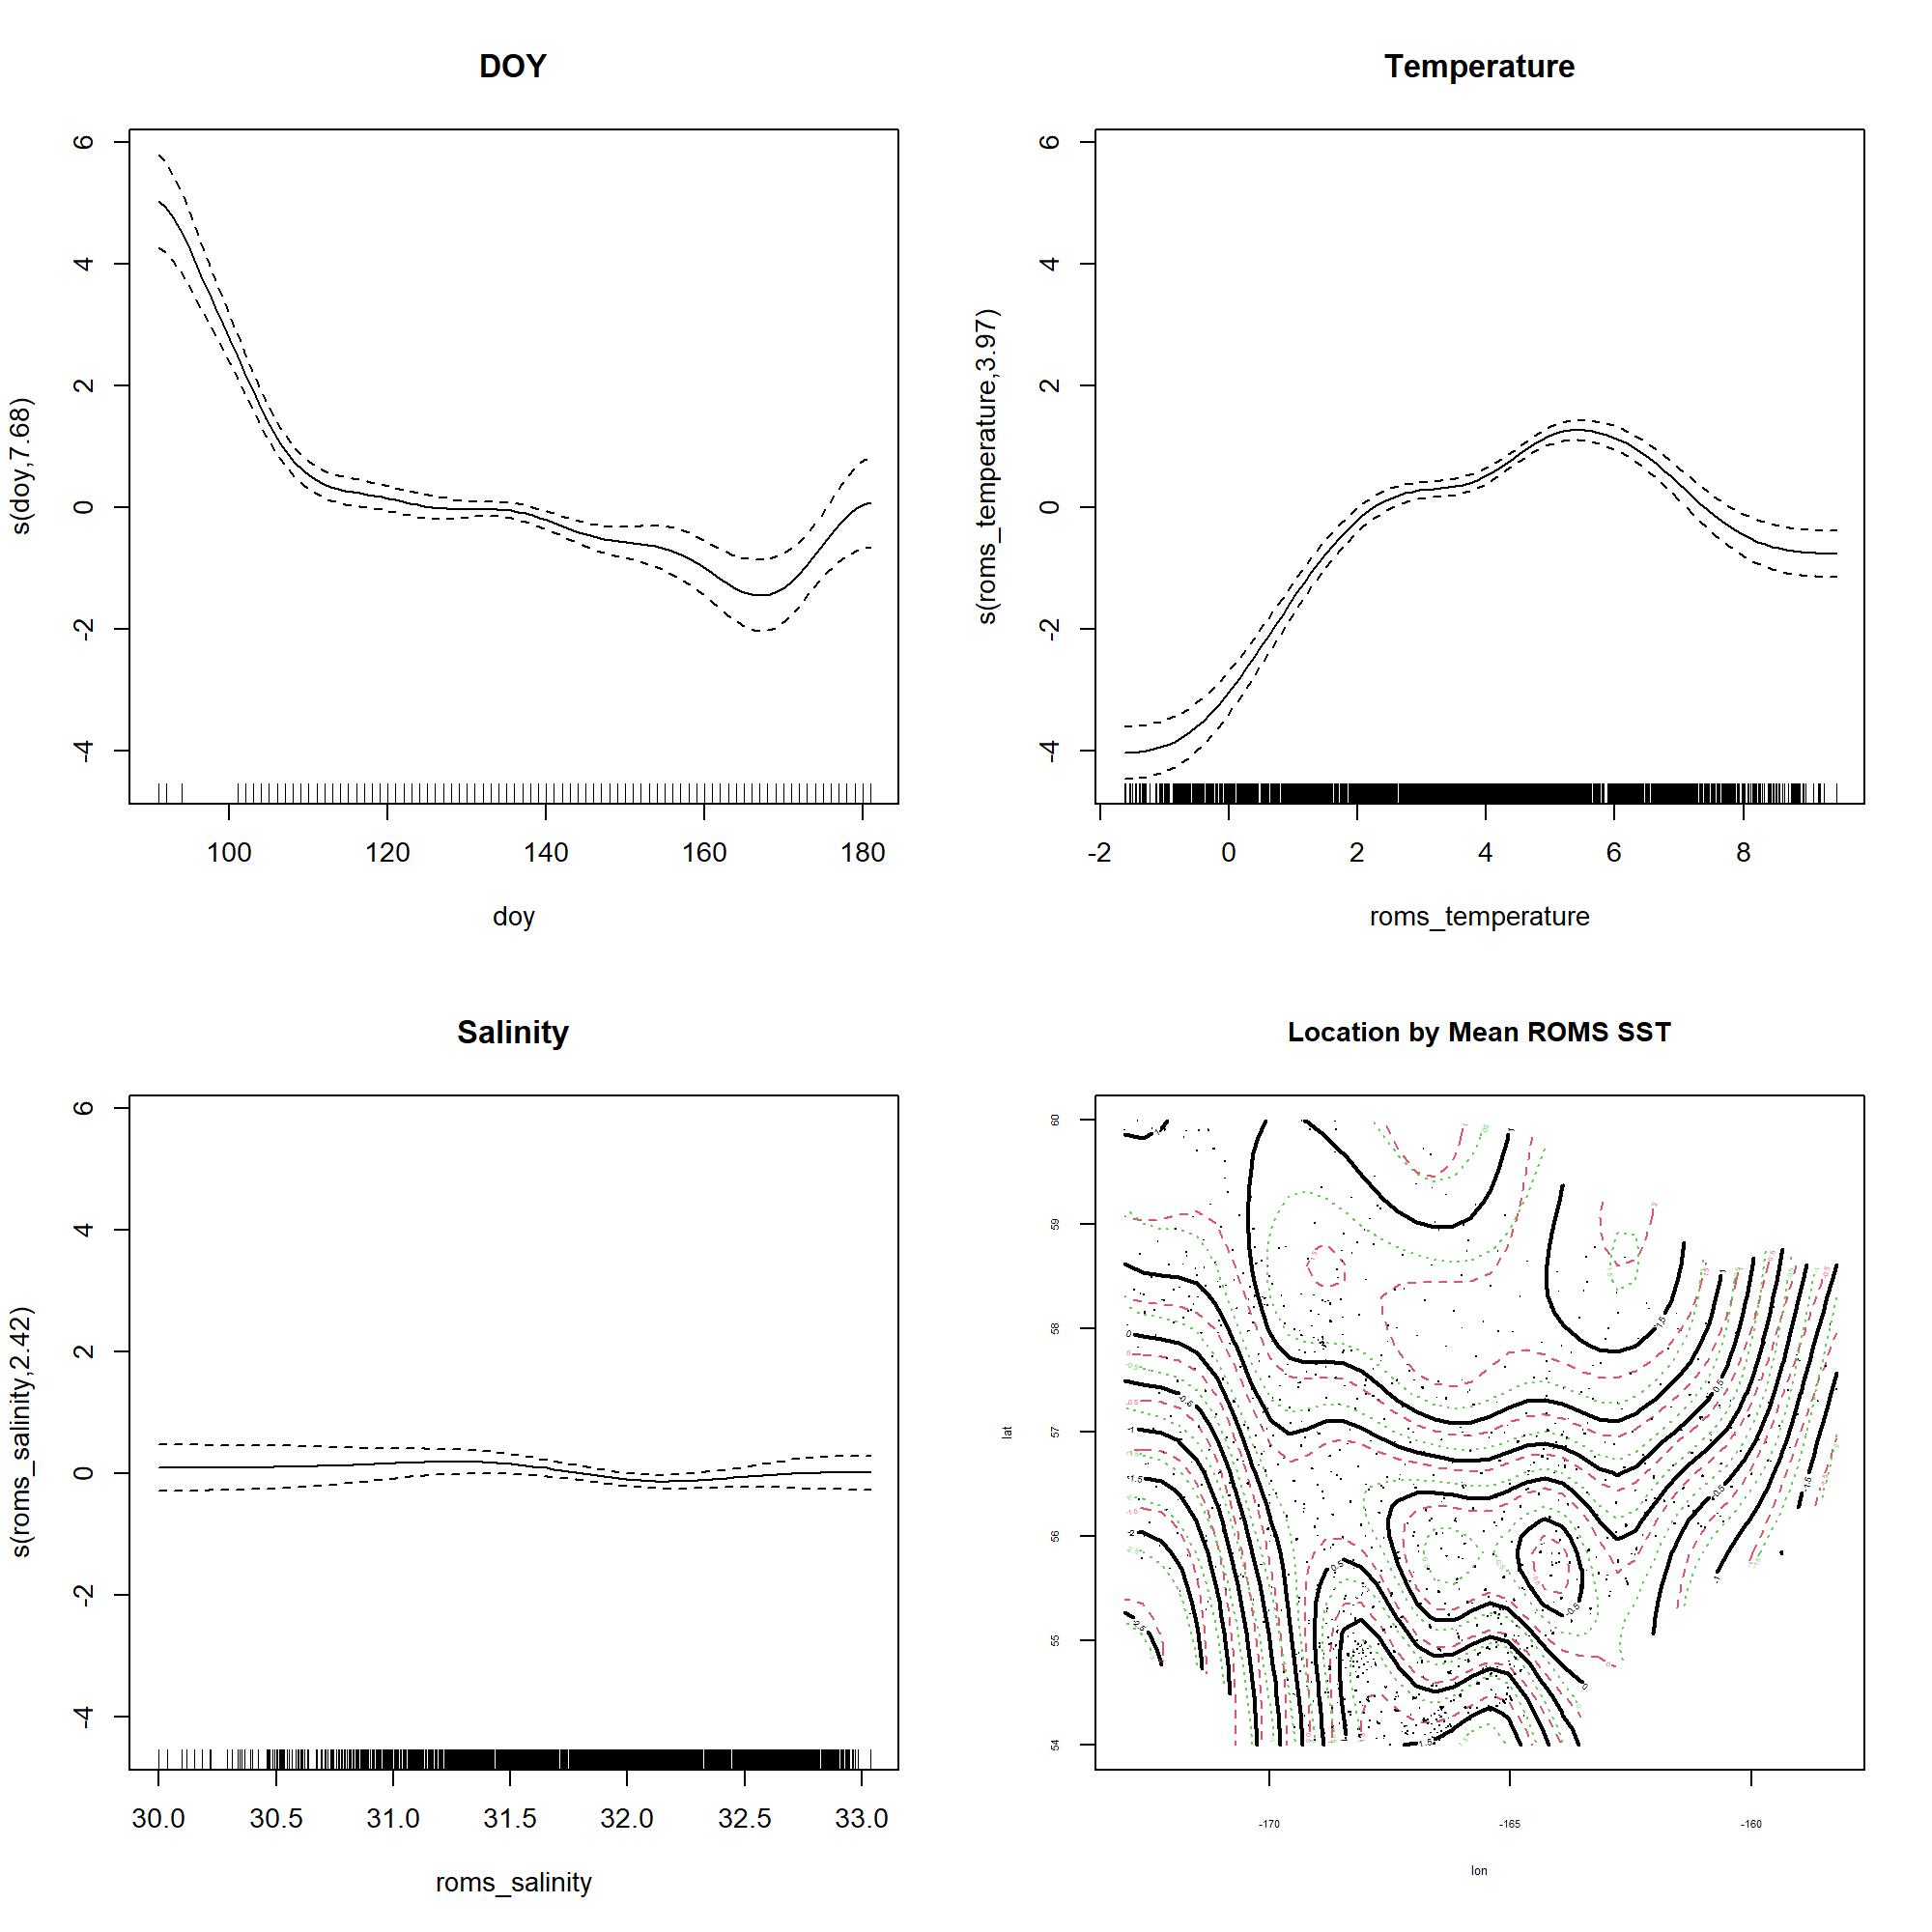 DOY
6
4
2
0
-2
-4
s(doy,7.68)
100 120 140 160 180
doy
Temperature
6
4
2
0
-2
-4
s(roms_temperature,3.97)
-2 0 2 4 6 8
roms_temperature
Salinity
6
4
2
0
-2
-4
s(roms_salinity,2.42)
30.0 30.5 31.0 31.5 32.0 32.5 33.0
roms_salinity
Location by Mean ROMS SST
60
59
58
57
56
55
54
lat
-170 -165 -160
lon